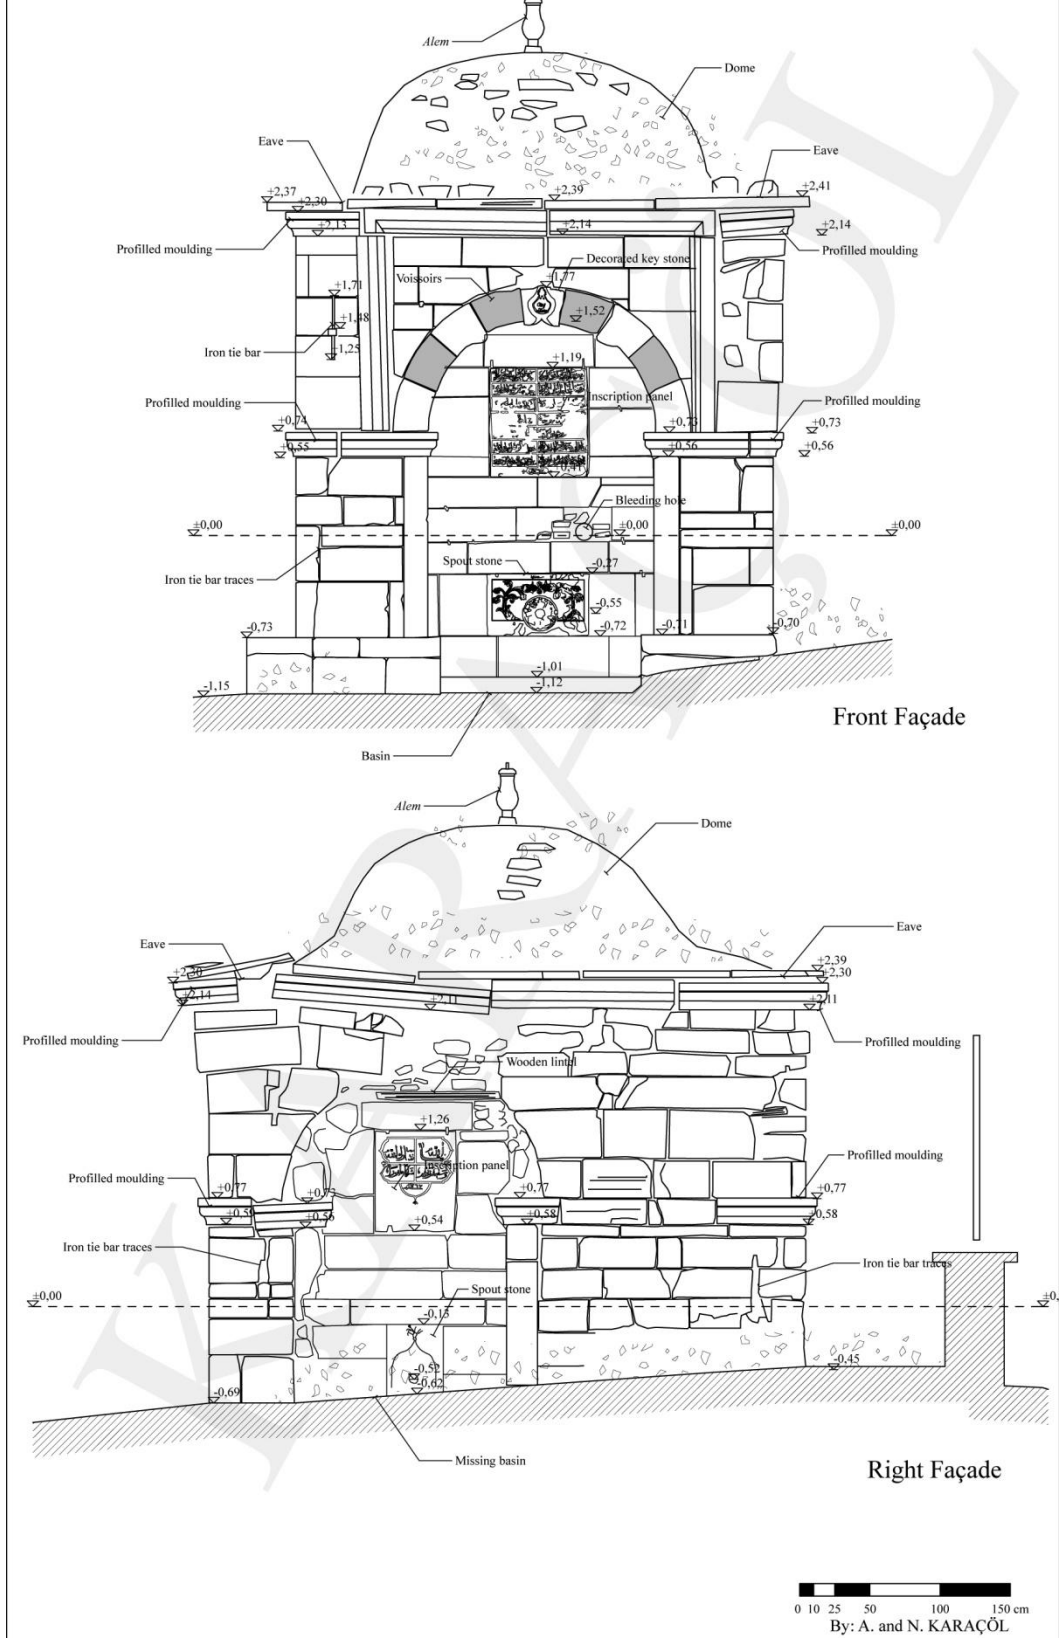 Alem
Dome
Eave
Eave
+2,37
+2,30
+2,39
+2,41
+2,13
+2,14
+2,14
Profilled moulding
Profilled moulding
Decorated key stone
Voissoirs
+1,77
+1,71
+1,52
+1,48
Iron tie bar
+1,25
+1,19
Profilled moulding
Inscription panel
Profilled moulding
+0,74
+0,73
+0,73
+0,55
+0,56
+0,56
Bleeding hole
±0,00
±0,00
±0,00
Spout stone
-0,27
Iron tie bar traces
-0,55
-0,73
-0,72
-0,71
-0,70
-1,01
-1,15
-1,12
Front Façade
Basin
Alem
Dome
Eave
Eave
+2,39
+2,30
+2,30
+2,14
+2,11
+2,11
Profilled moulding
Profilled moulding
Wooden lintel
+1,26
Inscription panel
Profilled moulding
Profilled moulding
+0,77
+0,73
+0,77
+0,77
+0,59
+0,56
+0,54
+0,58
+0,58
Iron tie bar traces
Iron tie bar traces
Spout stone
±0,00
±0,
-0,15
-0,52
-0,62
-0,45
-0,69
Missing basin
Right Façade
0 10 25 50 100 150 cm
By: A. and N. KARAÇÖL
KARAÇÖL